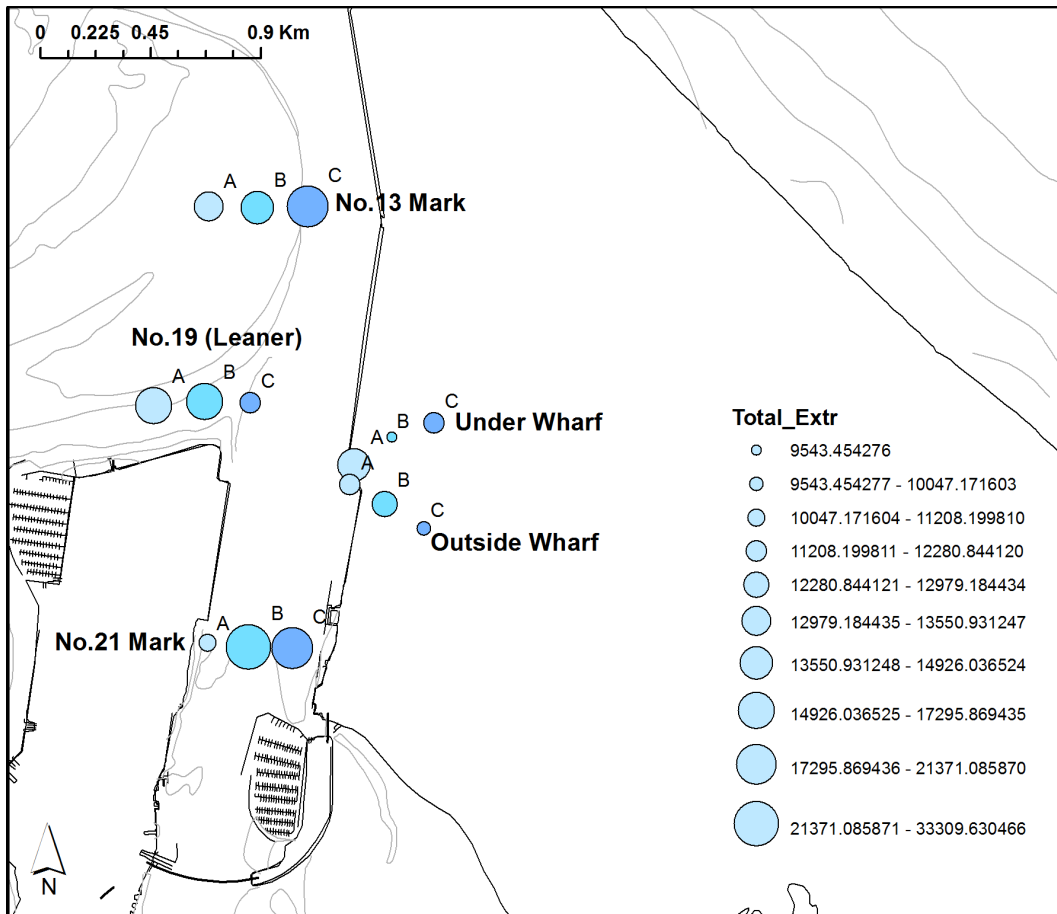 0 0.225 0.45 0.9 Km
A B C
No.13 Mark
No.19 (Leaner)
A B C
C
B Under Wharf
A
A
B
C
Outside Wharf
No.21 Mark A B C
Total_Extr
9543.454276
9543.454277 - 10047.171603
10047.171604 - 11208.199810
11208.199811 - 12280.844120
12280.844121 - 12979.184434
12979.184435 - 13550.931247
13550.931248 - 14926.036524
14926.036525 - 17295.869435
17295.869436 - 21371.085870
21371.085871 - 33309.630466
N